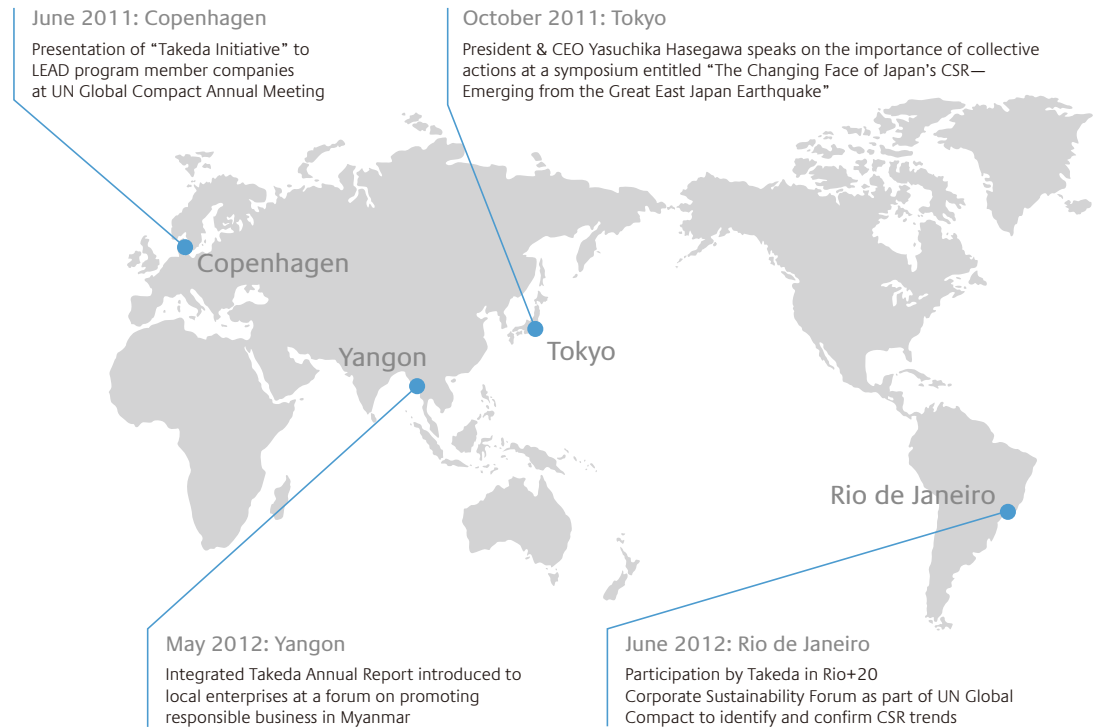 June 2011: Copenhagen
Presentation of “Takeda Initiative” to
LEAD program member companies
at UN Global Compact Annual Meeting
October 2011: Tokyo
President & CEO Yasuchika Hasegawa speaks on the importance of collective
actions at a symposium entitled “The Changing Face of Japan’s CSR—
Emerging from the Great East Japan Earthquake”
Copenhagen
Yangon
Tokyo
Rio de Janeiro
May 2012: Yangon
Integrated Takeda Annual Report introduced to
local enterprises at a forum on promoting
responsible business in Myanmar
June 2012: Rio de Janeiro
Participation by Takeda in Rio+20
Corporate Sustainability Forum as part of UN Global
Compact to identify and confirm CSR trends